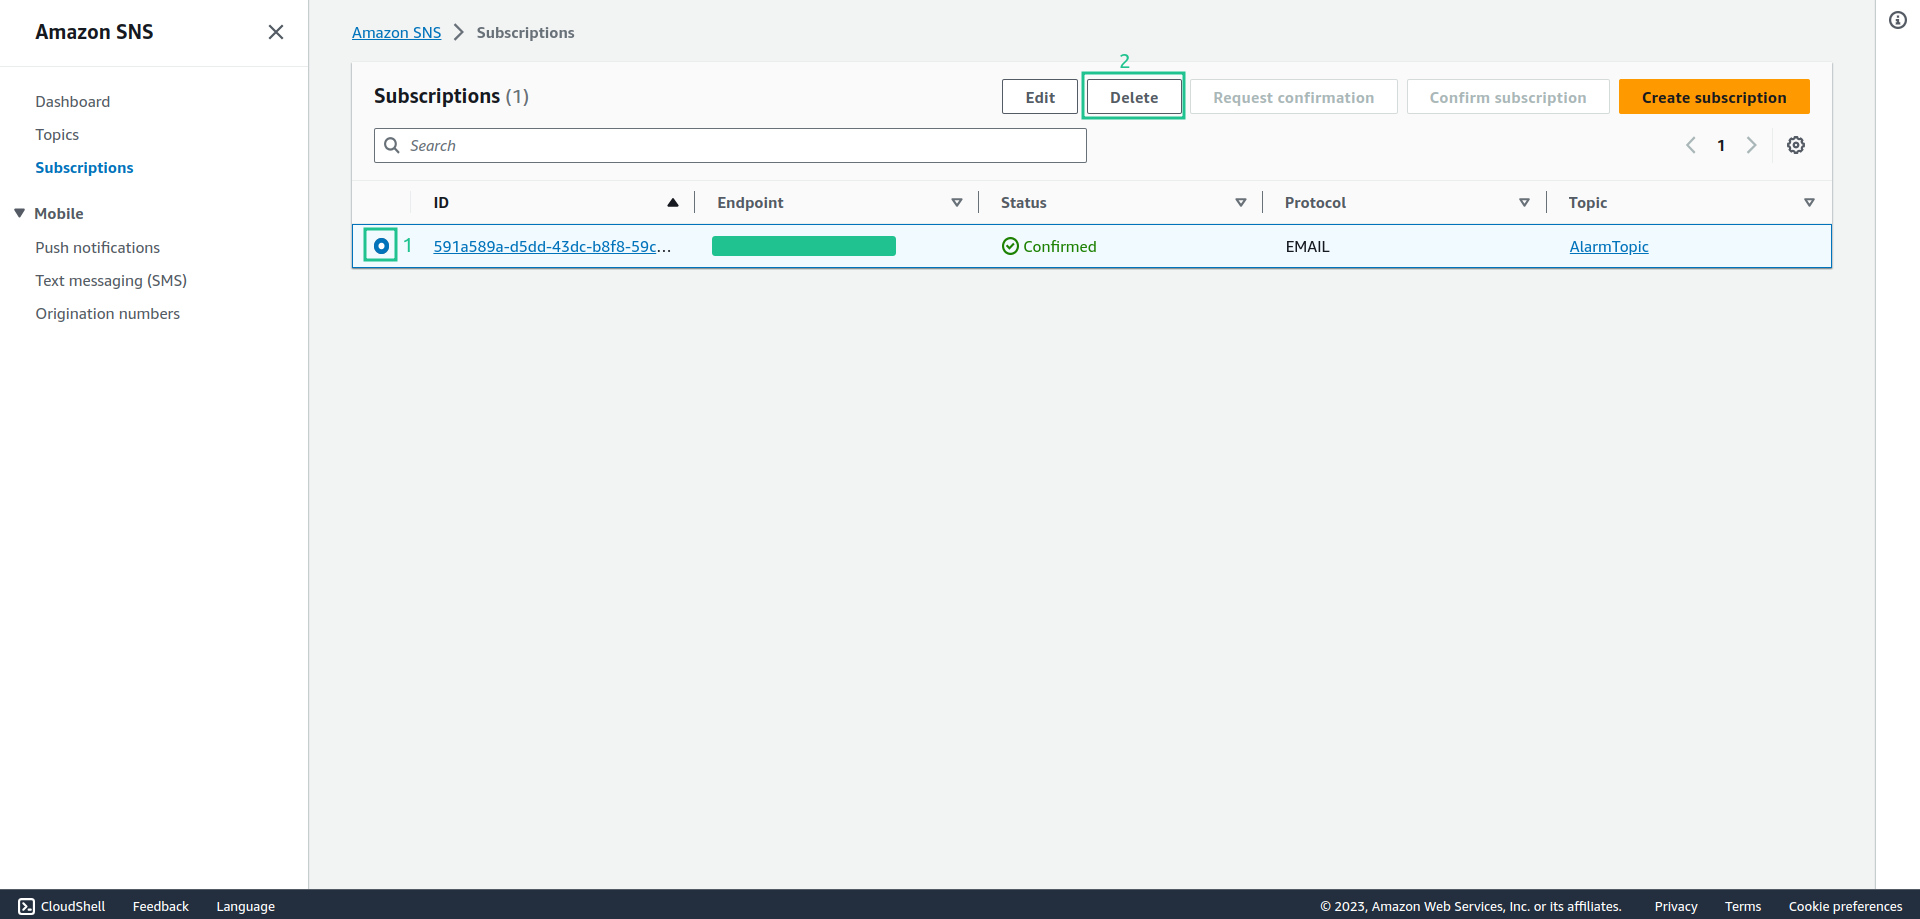 Amazon SNS
Dashboard
Topics
Subscriptions
Mobile
Push notifications
Text messaging (SMS)
Origination numbers
Amazon SNS Subscriptions
2
Subscriptions (1)
Edit Delete Request confirmation Confirm subscription Create subscription
Search
1
ID Endpoint Status Protocol Topic
1 591a589a-d5dd-43dc-b8f8-59c... Confirmed EMAIL AlarmTopic
CloudShell Feedback Language © 2023, Amazon Web Services, Inc. or its affiliates. Privacy Terms Cookie preferences